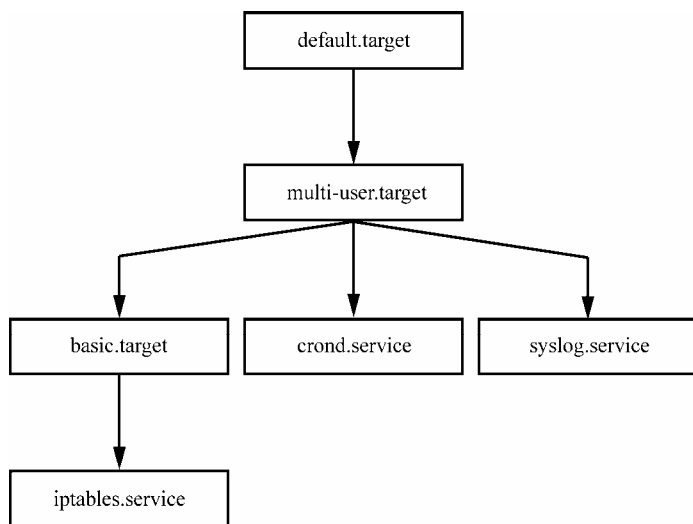 default.target
multi-user.target
basic.target
crond.service
syslog.service
iptables.service